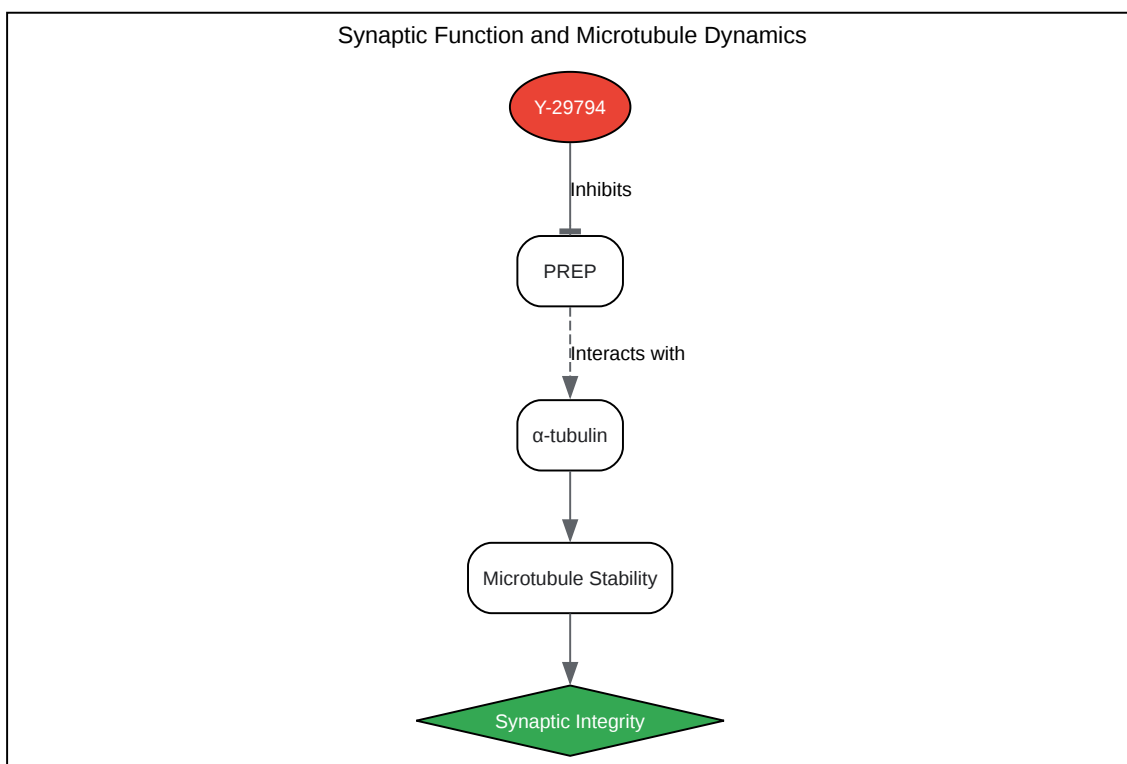 Synaptic Function and Microtubule Dynamics
Y-29794
Inhibits
PREP
Interacts with
α-tubulin
Microtubule Stability
Synaptic Integrity